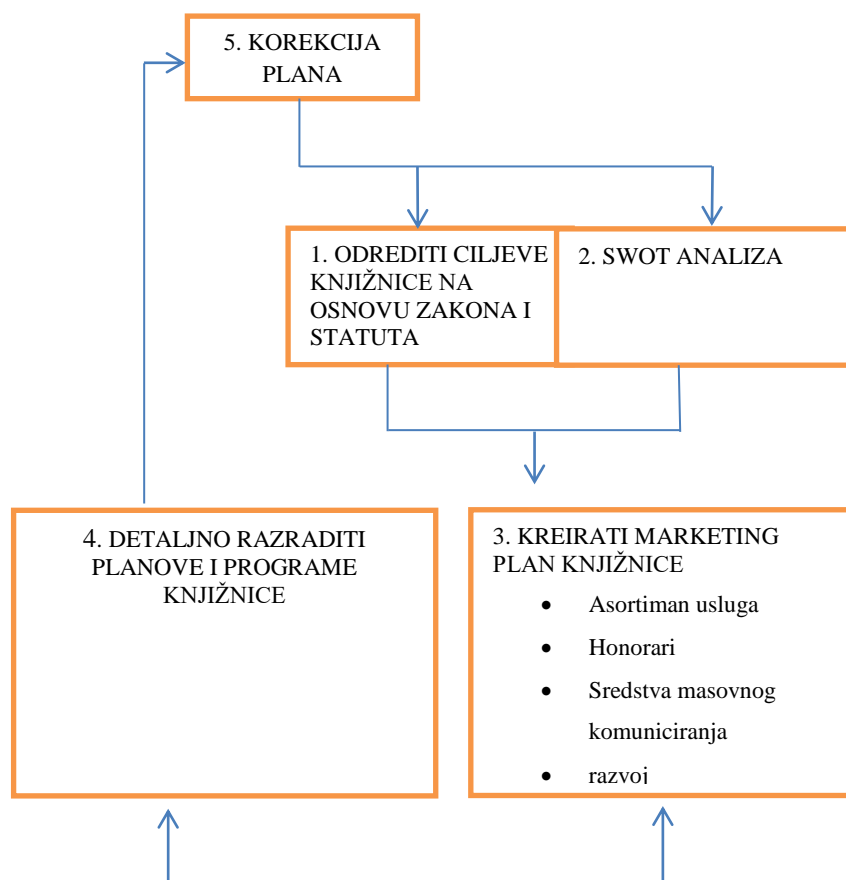 5. KOREKCIJA
PLANA
1. ODREDITI CILJEVE
KNJIŽNICE NA
OSNOVU ZAKONA I
STATUTA
2. SWOT ANALIZA
4. DETALJNO RAZRADITI
PLANOVE I PROGRAME
KNJIŽNICE
3. KREIRATI MARKETING
PLAN KNJIŽNICE
• Asortiman usluga
• Honorari
• Sredstva masovnog
komuniciranja
• razvoj